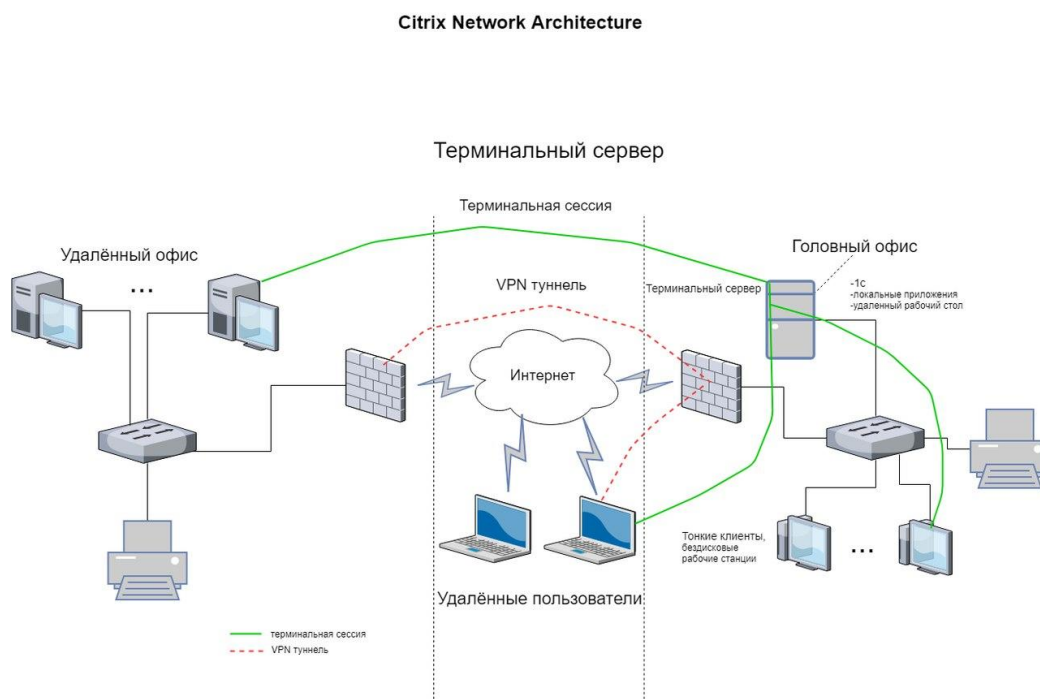 Citrix Network Architecture
Терминальный сервер
Терминальная сессия
Удалённый офис
Головный офис
...
VPN туннель
Терминальный сервер
-1с
-локальные приложения
-удаленный рабочий стол
Интернет
Тонкие клиенты,
бездисковые
рабочие станции
...
Удалённые пользователи
терминальная сессия
VPN туннель